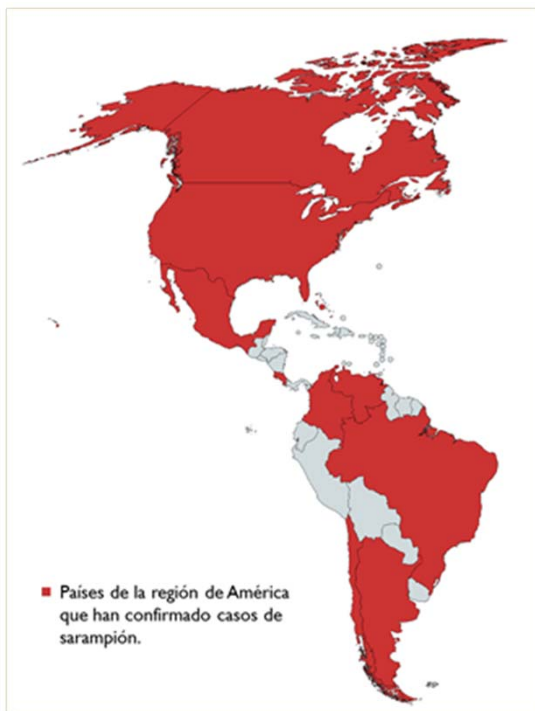 Países de la región de América
que han confirmado casos de
sarampión.